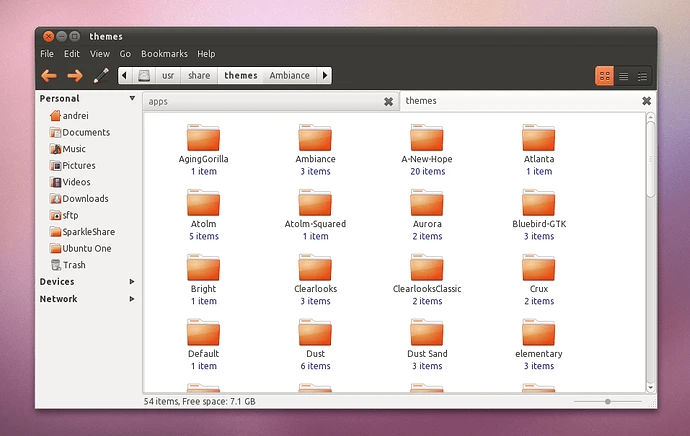 themes
File Edit View Go Bookmarks Help
usr share themes Ambiance
Personal
andrei
Documents
Music
Pictures
Videos
Downloads
sftp
SparkleShare
Ubuntu One
Trash
Devices
Network
apps themes
AgingGorilla Ambiance A-New-Hope Atlanta
1 item 3 items 20 items 1 item
Atolm Atolm-Squared Aurora Bluebird-GTK
5 items 1 item 2 items 3 items
Bright Clearlooks ClearlooksClassic Crux
1 item 3 items 2 items 2 items
Default Dust Dust Sand elementary
1 item 6 items 3 items 3 items
54 items, Free space: 7.1 GB